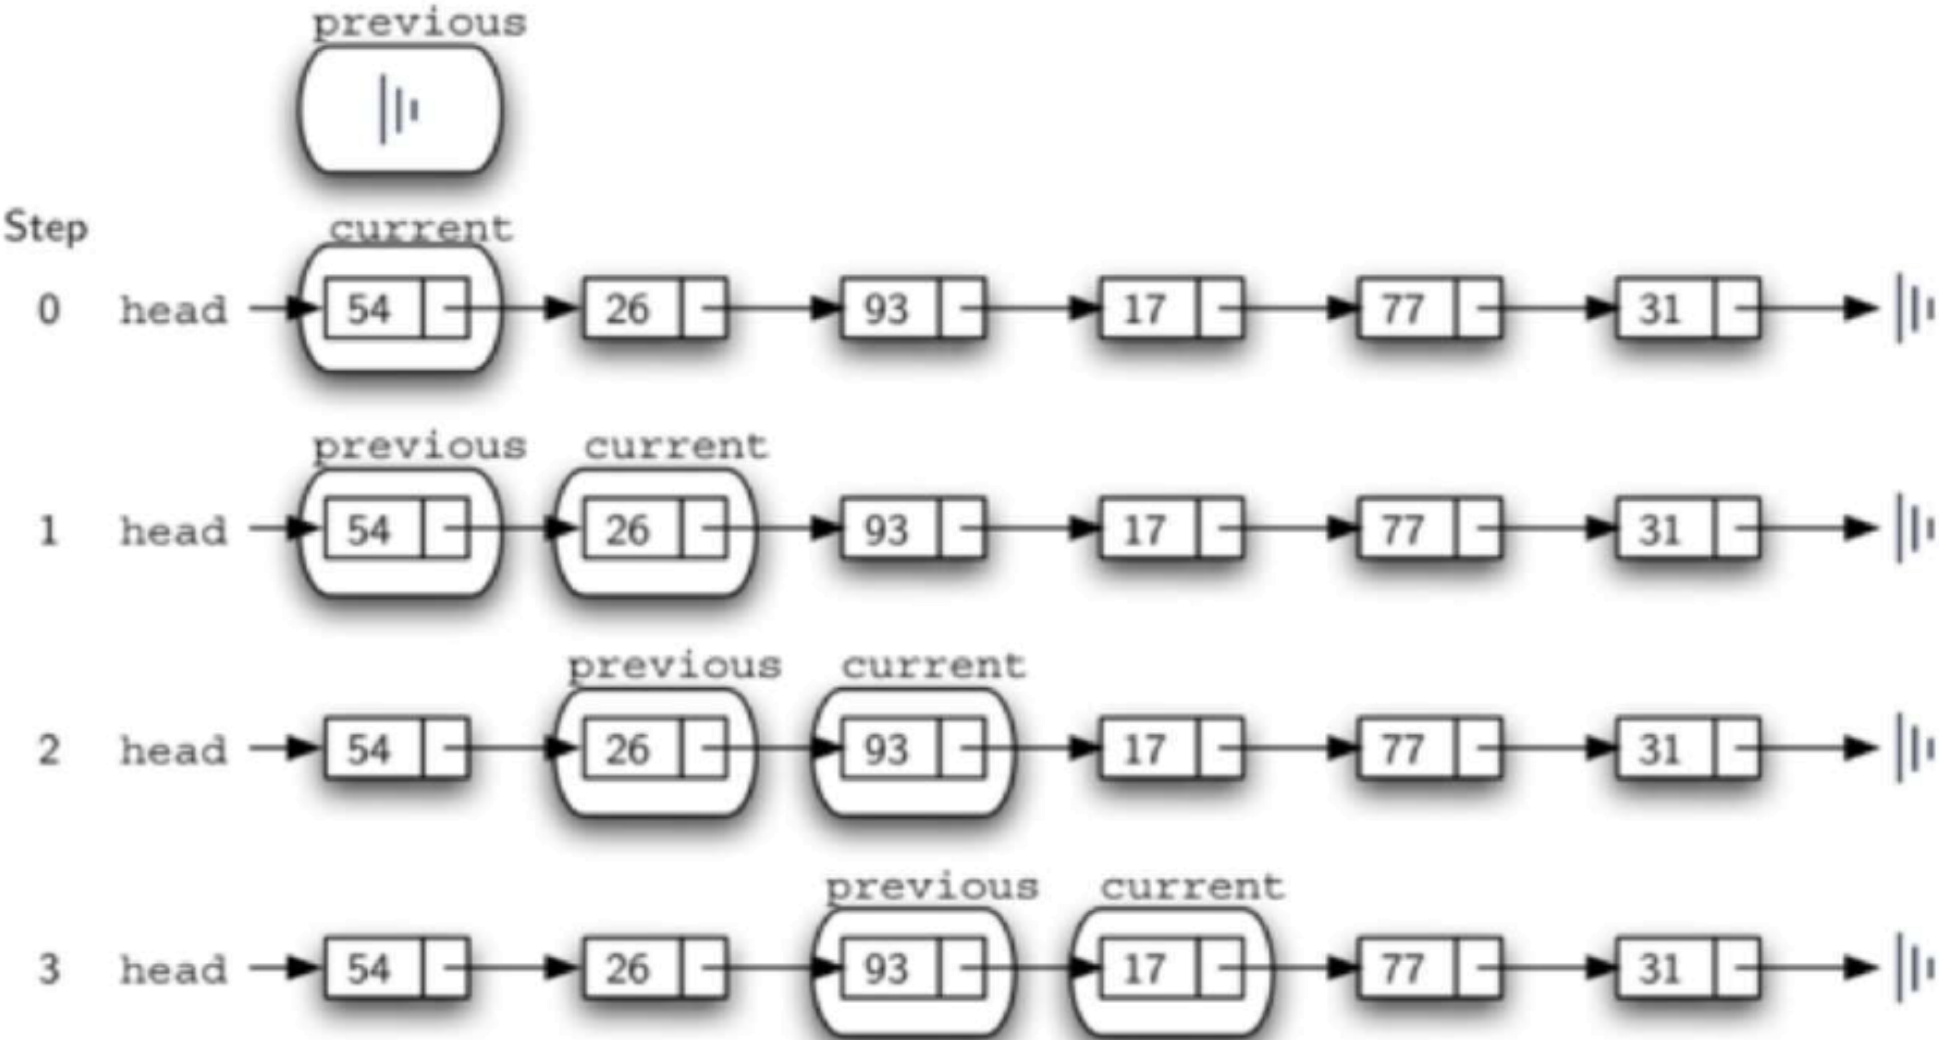 previous
Step
current
0 head 54 26 93 17 77 31
previous current
1 head 54 26 93 17 77 31
previous current
2 head 54 26 93 17 77 31
previous current
3 head 54 26 93 17 77 31